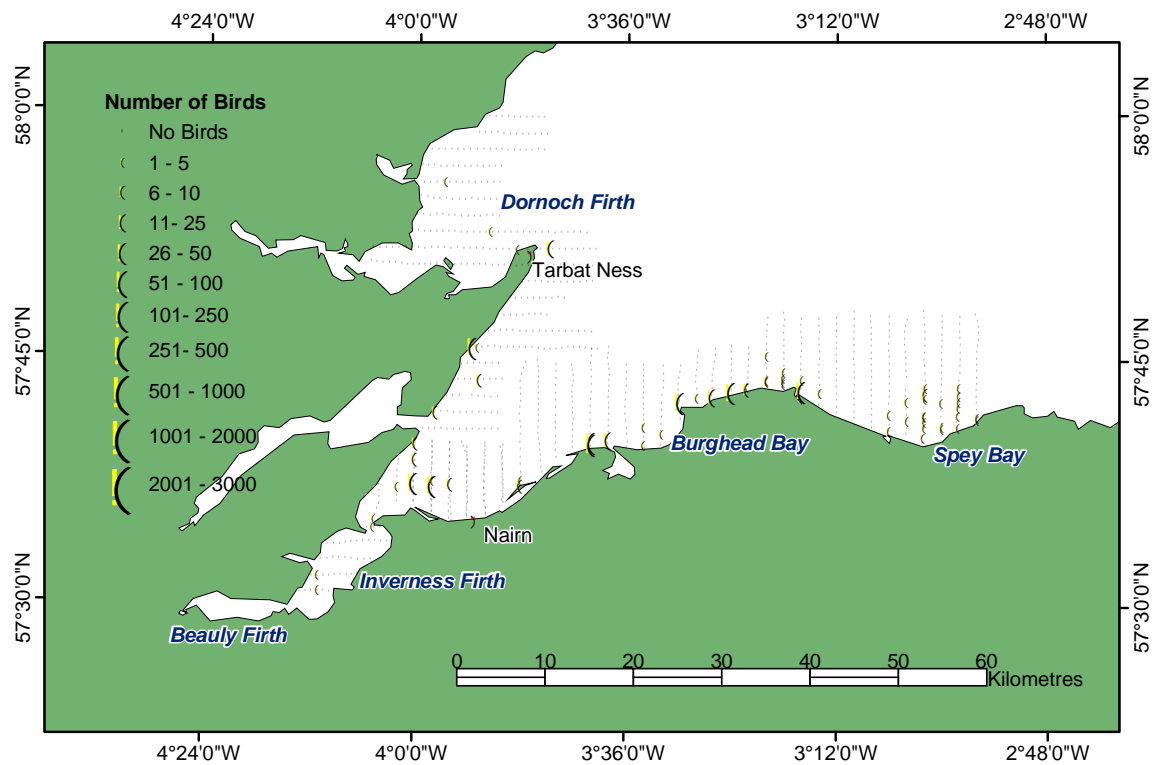 4°24'0"W 4°0'0"W 3°36'0"W 3°12'0"W 2°48'0"W
58°0'0"N
58°0'0"N
Number of Birds
No Birds
1 - 5
6 - 10
11- 25
26 - 50
51 - 100
101- 250
251- 500
501 - 1000
1001 - 2000
2001 - 3000
Dornoch Firth
Tarbat Ness
57°45'0"N
57°45'0"N
Burghead Bay
Spey Bay
Nairn
Inverness Firth
Beauly Firth
57°30'0"N
57°30'0"N
0 10 20 30 40 50 60
Kilometres
4°24'0"W 4°0'0"W 3°36'0"W 3°12'0"W 2°48'0"W